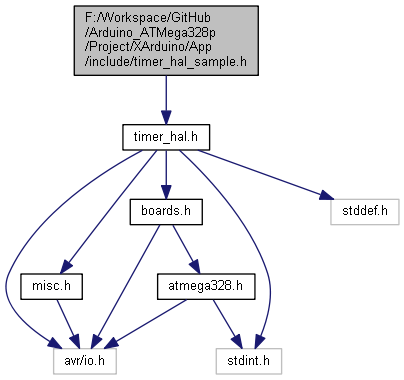 F:/Workspace/GitHub
/Arduino_ATMega328p
/Project/XArduino/App
/include/timer_hal_sample.h
timer_hal.h
boards.h
stddef.h
misc.h
atmega328.h
avr/io.h
stdint.h